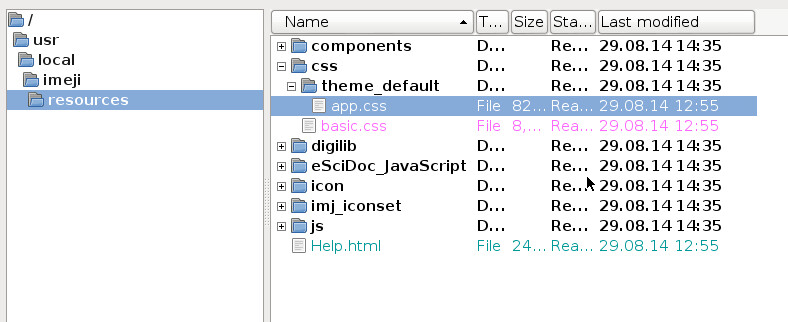 /
usr
local
imeji
resources
Name T... Size Sta... Last modified
components D... Re... 29.08.14 14:35
css D... Re... 29.08.14 14:35
theme_default D... Re... 29.08.14 14:35
app.css File 82... Rea... 29.08.14 12:55
basic.css File 8,... Rea... 29.08.14 12:55
digilib D... Re... 29.08.14 14:35
eSciDoc_JavaScript D... Re... 29.08.14 14:35
icon D... Re... 29.08.14 14:35
imj_iconset D... Re... 29.08.14 14:35
js D... Re... 29.08.14 14:35
Help.html File 24... Rea... 29.08.14 12:55